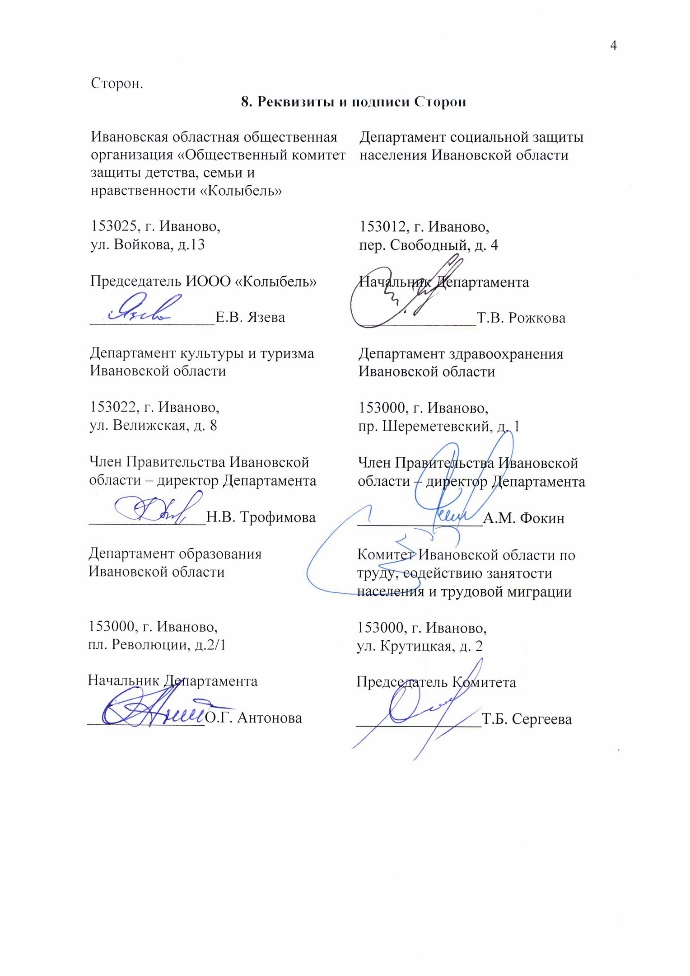 4
Сторон.
8. Реквизиты и подписи Сторон
Ивановская областная общественная
организация «Общественный комитет
защиты детства, семьи и
нравственности «Колыбель»
153025, г. Иваново,
ул. Войкова, д.13
Председатель ИООО «Колыбель»
Е.В. Язева
Департамент социальной защиты
населения Ивановской области
153012, г. Иваново,
пер. Свободный, д. 4
Начальник Департамента
Т.В. Рожкова
Департамент культуры и туризма
Ивановской области
153022, г. Иваново,
ул. Велижская, д. 8
Член Правительства Ивановской
области – директор Департамента
Н.В. Трофимова
Департамент здравоохранения
Ивановской области
153000, г. Иваново,
пр. Шереметевский, д. 1
Член Правительства Ивановской
области – директор Департамента
А.М. Фокин
Департамент образования
Ивановской области
153000, г. Иваново,
пл. Революции, д.2/1
Начальник Департамента
О.Г. Антонова
Комитет Ивановской области по
труду, содействию занятости
населения и трудовой миграции
153000, г. Иваново,
ул. Крутицкая, д. 2
Председатель Комитета
Т.Б. Сергеева